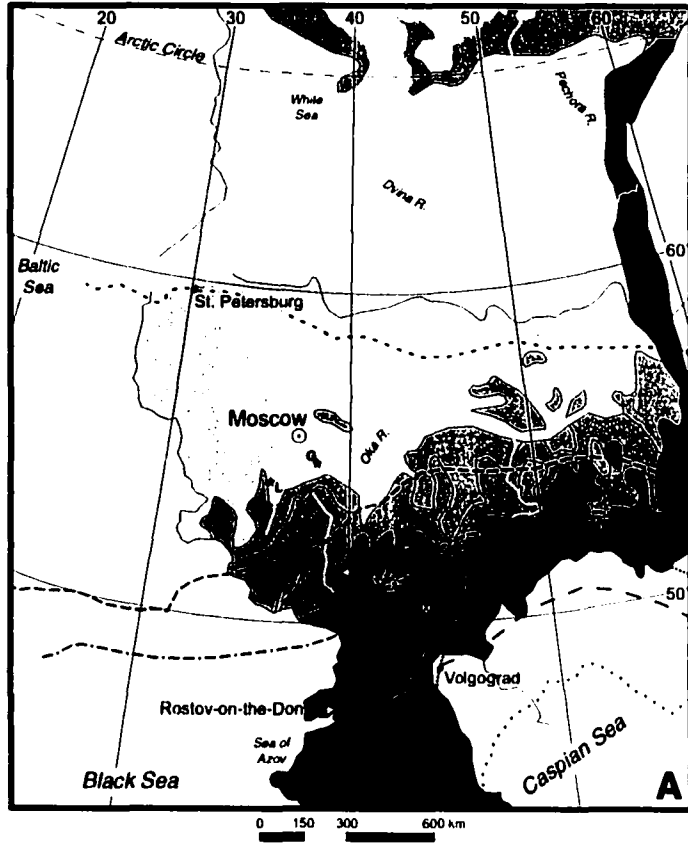 20 30 40 50 60
Arctic Circle
White
Sea
Pechora R.
Dvina R.
60
Baltic
Sea
St. Petersburg
Moscow
Oka R.
50
Volgograd
Rostov-on-the-Don
Sea of
Azov
Caspian Sea
Black Sea
A
0 150 300 600 km